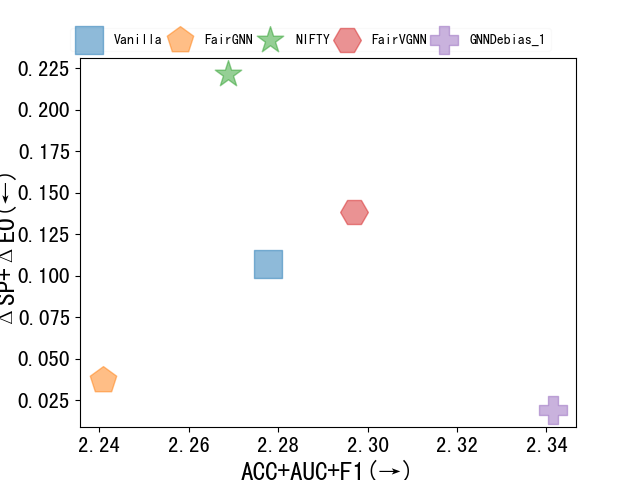 Vanilla FairGNN NIFTY FairVGNN GNNDebias_1
0.225
0.200
0.175
0.150
0.125
0.100
0.075
0.050
0.025
△SP+△EO(←)
2.24 2.26 2.28 2.30 2.32 2.34
ACC+AUC+F1(→)